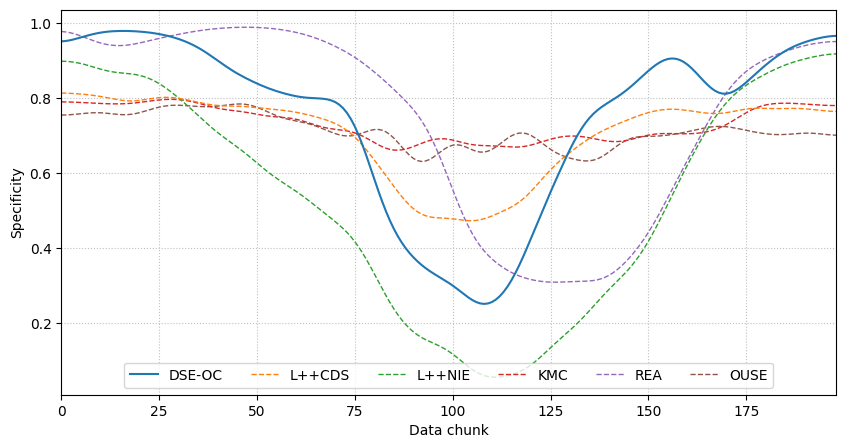 1.0
0.8
0.6
0.4
0.2
Specificity
0 25 50 75 100 125 150 175
Data chunk
DSE-OC L++CDS L++NIE KMC REA OUSE